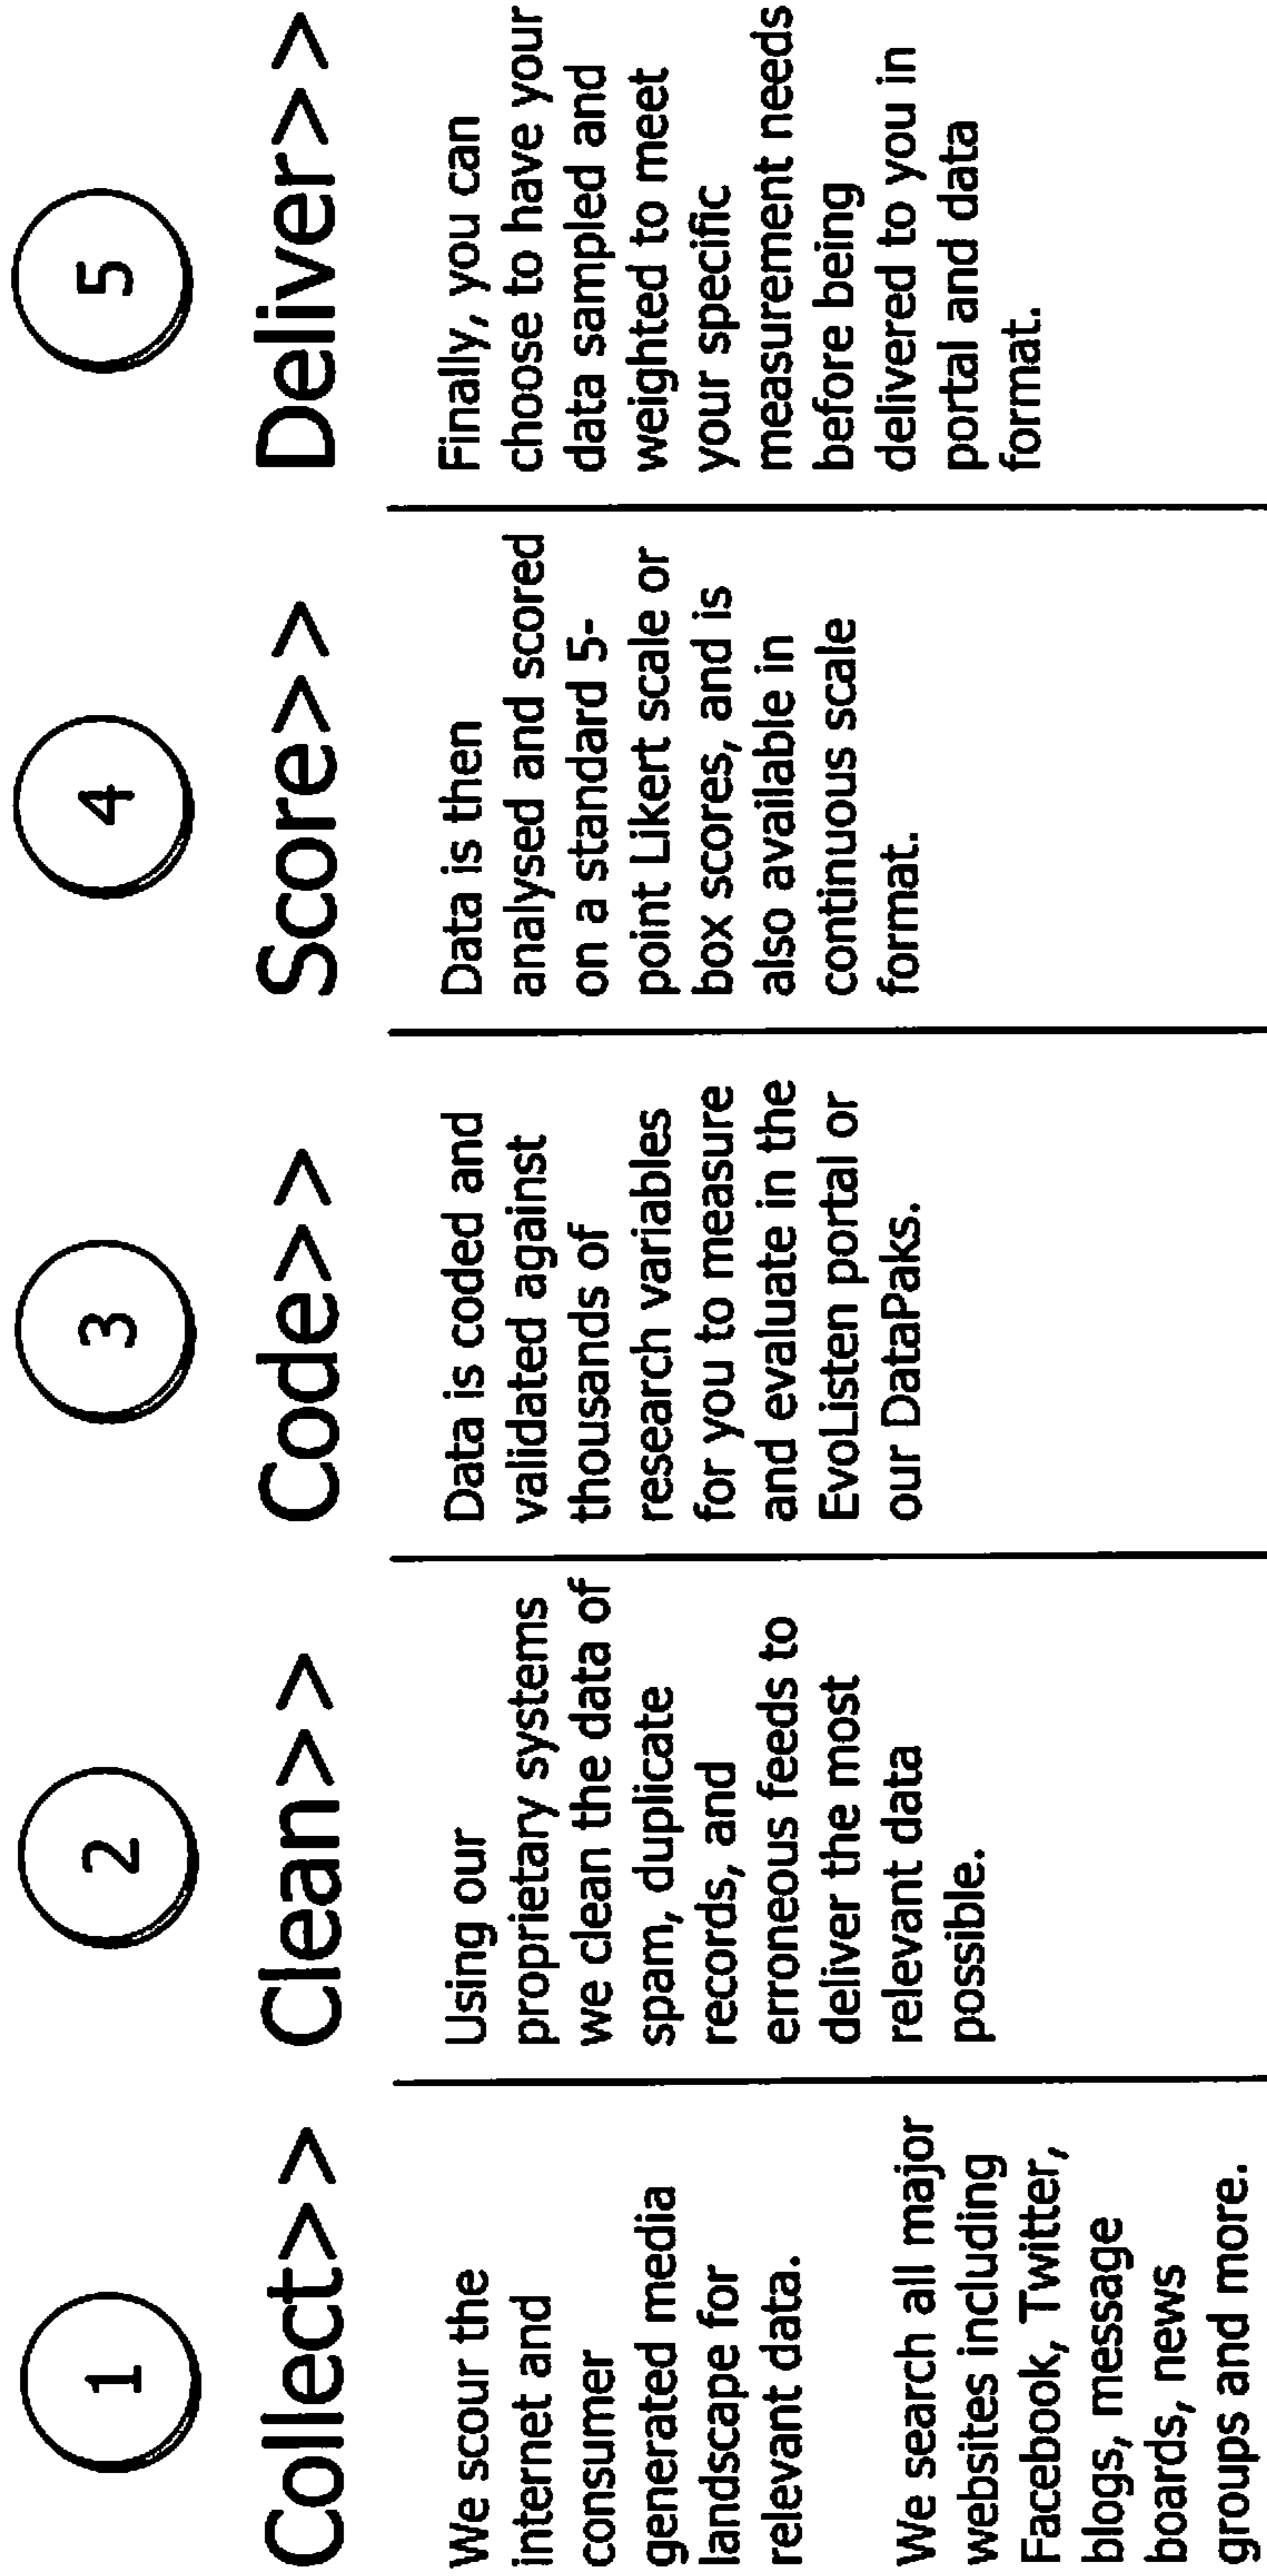 1
Collect>>
We scour the
internet and
consumer
generated media
landscape for
relevant data.
We search all major
websites including
Facebook, Twitter,
blogs, message
boards, news
groups and more.
2
Clean>>
Using our
proprietary systems
we clean the data of
spam, duplicate
records, and
erroneous feeds to
deliver the most
relevant data
possible.
3
Code>>
Data is coded and
validated against
thousands of
research variables
for you to measure
and evaluate in the
EvoListen portal or
our DataPaks.
4
Score>>
Data is then
analysed and scored
on a standard 5-
point Likert scale or
box scores, and is
also available in
continuous scale
format.
5
Deliver>>
Finally, you can
choose to have your
data sampled and
weighted to meet
your specific
measurement needs
before being
delivered to you in
portal and data
format.